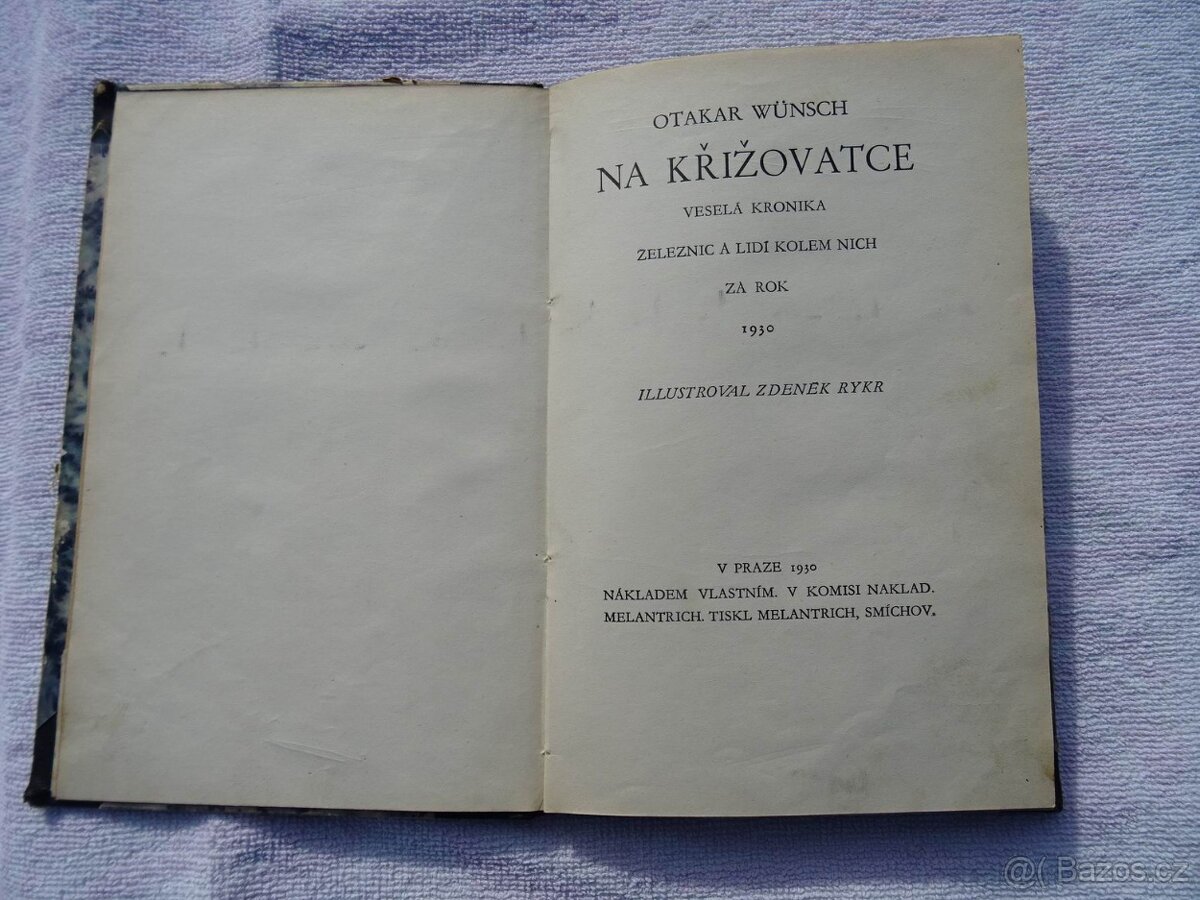 OTAKAR WÜNSCH
NA KŘIŽOVATCE
VESELÁ KRONIKA
ŽELEZNIC A LIDÍ KOLEM NICH
ZA ROK
1930
ILLUSTROVAL ZDENĚK RYKR
V PRAZE 1930
NÁKLADEM VLASTNÍM. V KOMISI NAKLAD.
MELANTRICH. TISKL MELANTRICH, SMÍCHOV.
@( Bazos.cz